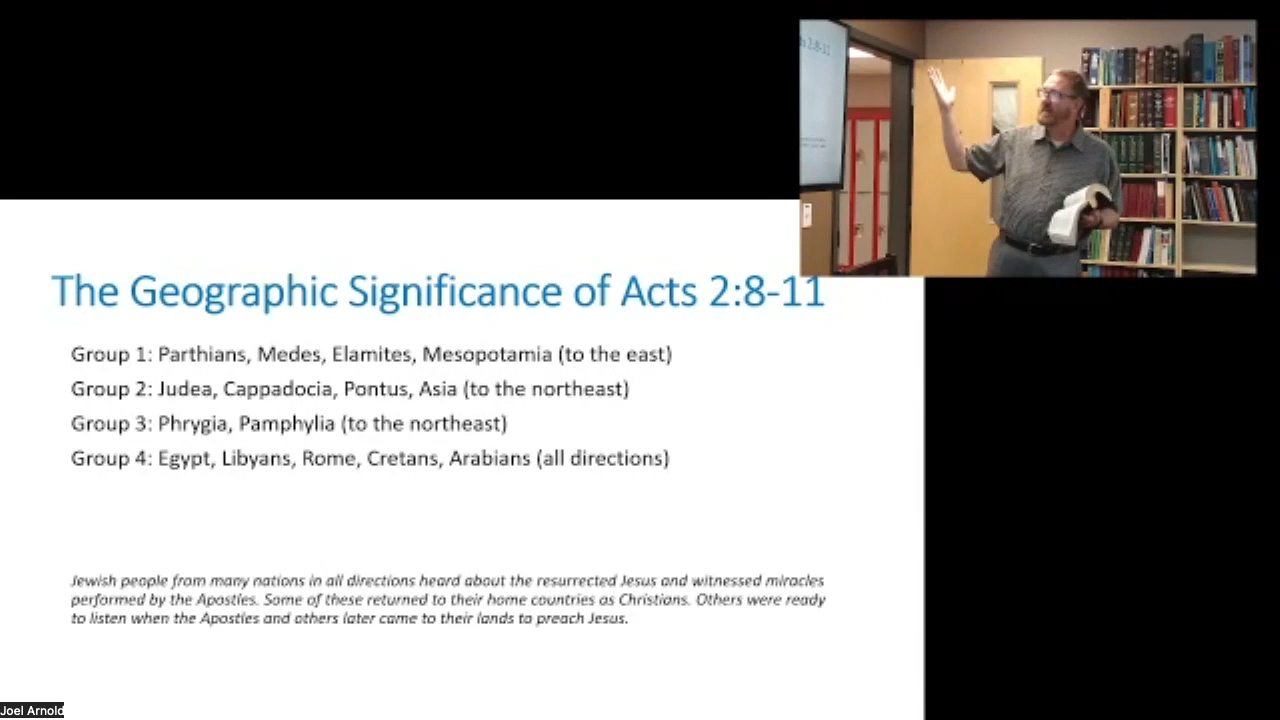 The Geographic Significance of Acts 2:8-11
Group 1: Parthians, Medes, Elamites, Mesopotamia (to the east)
Group 2: Judea, Cappadocia, Pontus, Asia (to the northeast)
Group 3: Phrygia, Pamphylia (to the northeast)
Group 4: Egypt, Libyans, Rome, Cretans, Arabians (all directions)
Jewish people from many nations in all directions heard about the resurrected Jesus and witnessed miracles
performed by the Apostles. Some of these returned to their home countries as Christians. Others were ready
to listen when the Apostles and others later came to their lands to preach Jesus.
Joel Arnold